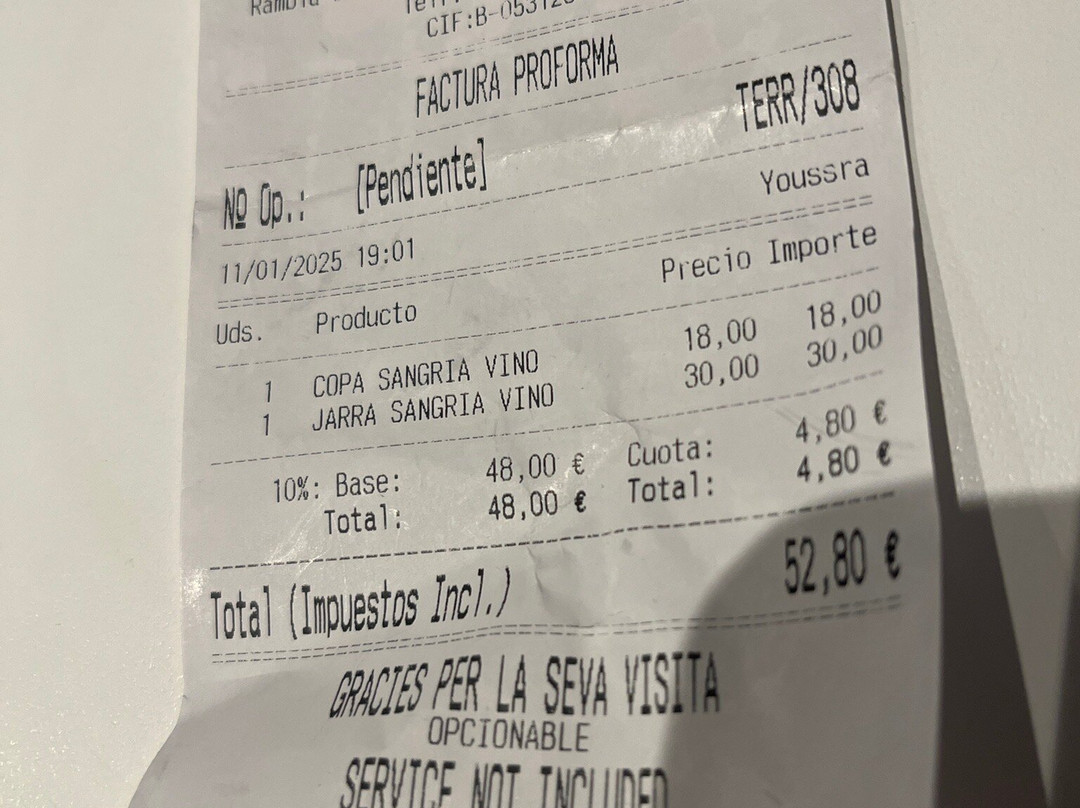 CIF:B-
FACTURA PROFORMA
Nº Op.: [Pendiente] TERR/308
11/01/2025 19:01 Youssra
Uds. Producto Precio Importe
1 COPA SANGRIA VINO 18,00 18,00
1 JARRA SANGRIA VINO 30,00 30,00
10%: Base: 48,00 € Cuota: 4,80 €
Total: 48,00 € Total: 4,80 €
Total (Impuestos Incl.) 52,80 €
GRACIES PER LA SEVA VISITA
OPCIONABLE
SERVICE NOT INCLUDED